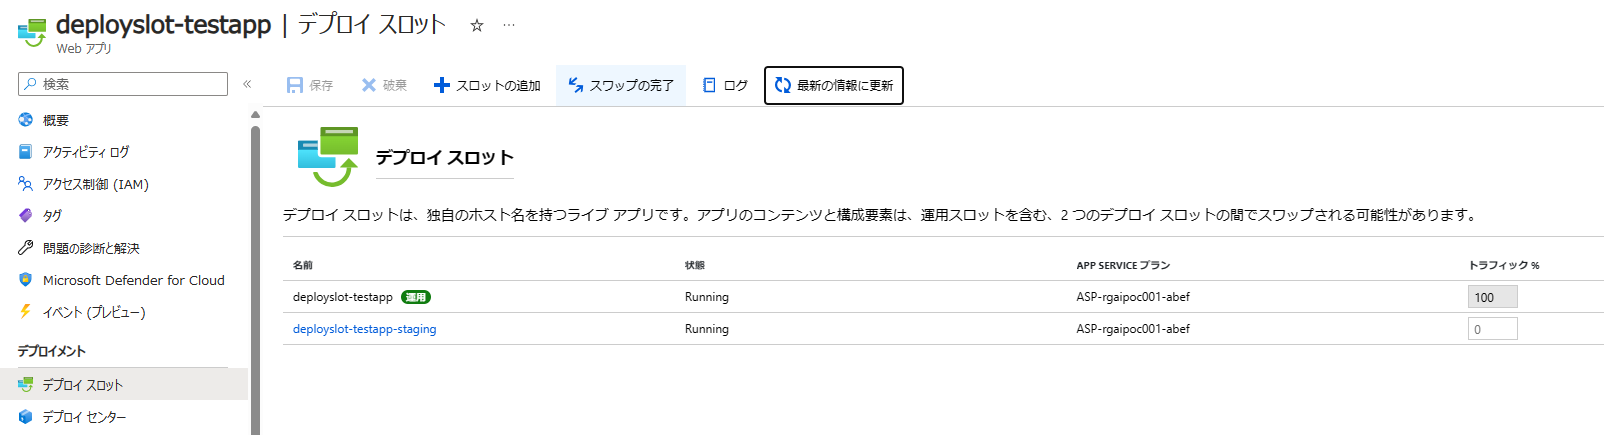 deployslot-testapp | デプロイ スロット ☆ …
Web アプリ
検索
«
保存
破棄
スロットの追加
スワップの完了
ログ
最新の情報に更新
概要
アクティビティ ログ
アクセス制御 (IAM)
タグ
問題の診断と解決
Microsoft Defender for Cloud
イベント (プレビュー)
デプロイメント
デプロイ スロット
デプロイ センター
デプロイ スロット
デプロイ スロットは、独自のホスト名を持つライブ アプリです。アプリのコンテンツと構成要素は、運用スロットを含む、2 つのデプロイ スロットの間でスワップされる可能性があります。
名前 状態 APP SERVICE プラン トラフィック %
deployslot-testapp 運用 Running ASP-rgaipoc001-abef 100
deployslot-testapp-staging Running ASP-rgaipoc001-abef 0